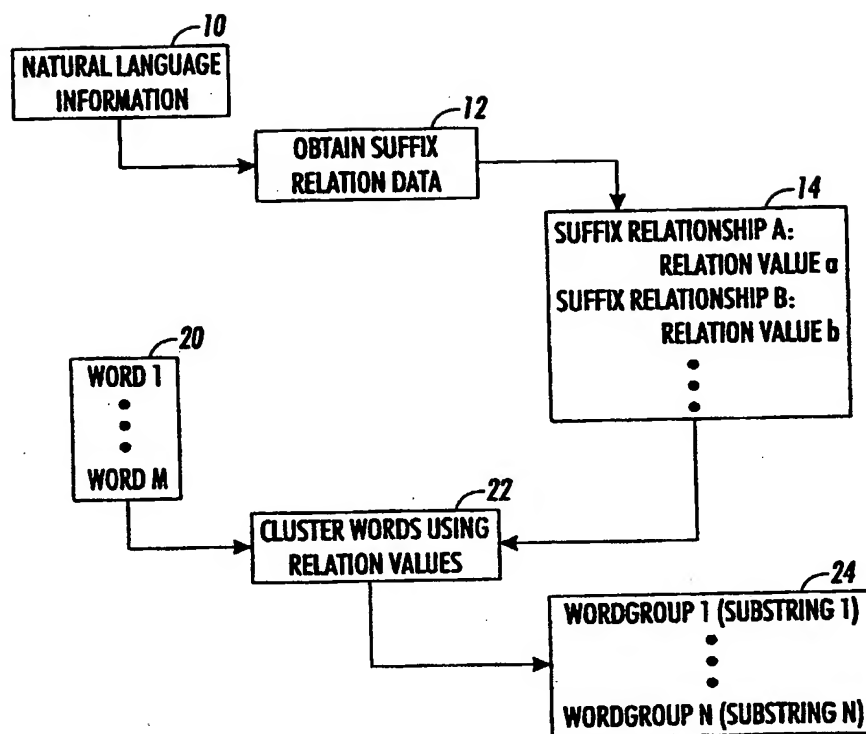 10
NATURAL LANGUAGE
INFORMATION
12
OBTAIN SUFFIX
RELATION DATA
14
SUFFIX RELATIONSHIP A:
RELATION VALUE a
SUFFIX RELATIONSHIP B:
RELATION VALUE b
20
WORD 1
WORD M
22
CLUSTER WORDS USING
RELATION VALUES
24
WORDGROUP 1 (SUBSTRING 1)
WORDGROUP N (SUBSTRING N)